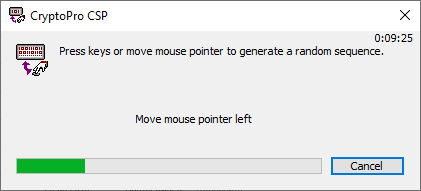 CryptoPro CSP
0:09:25
Press keys or move mouse pointer to generate a random sequence.
Move mouse pointer left
Cancel